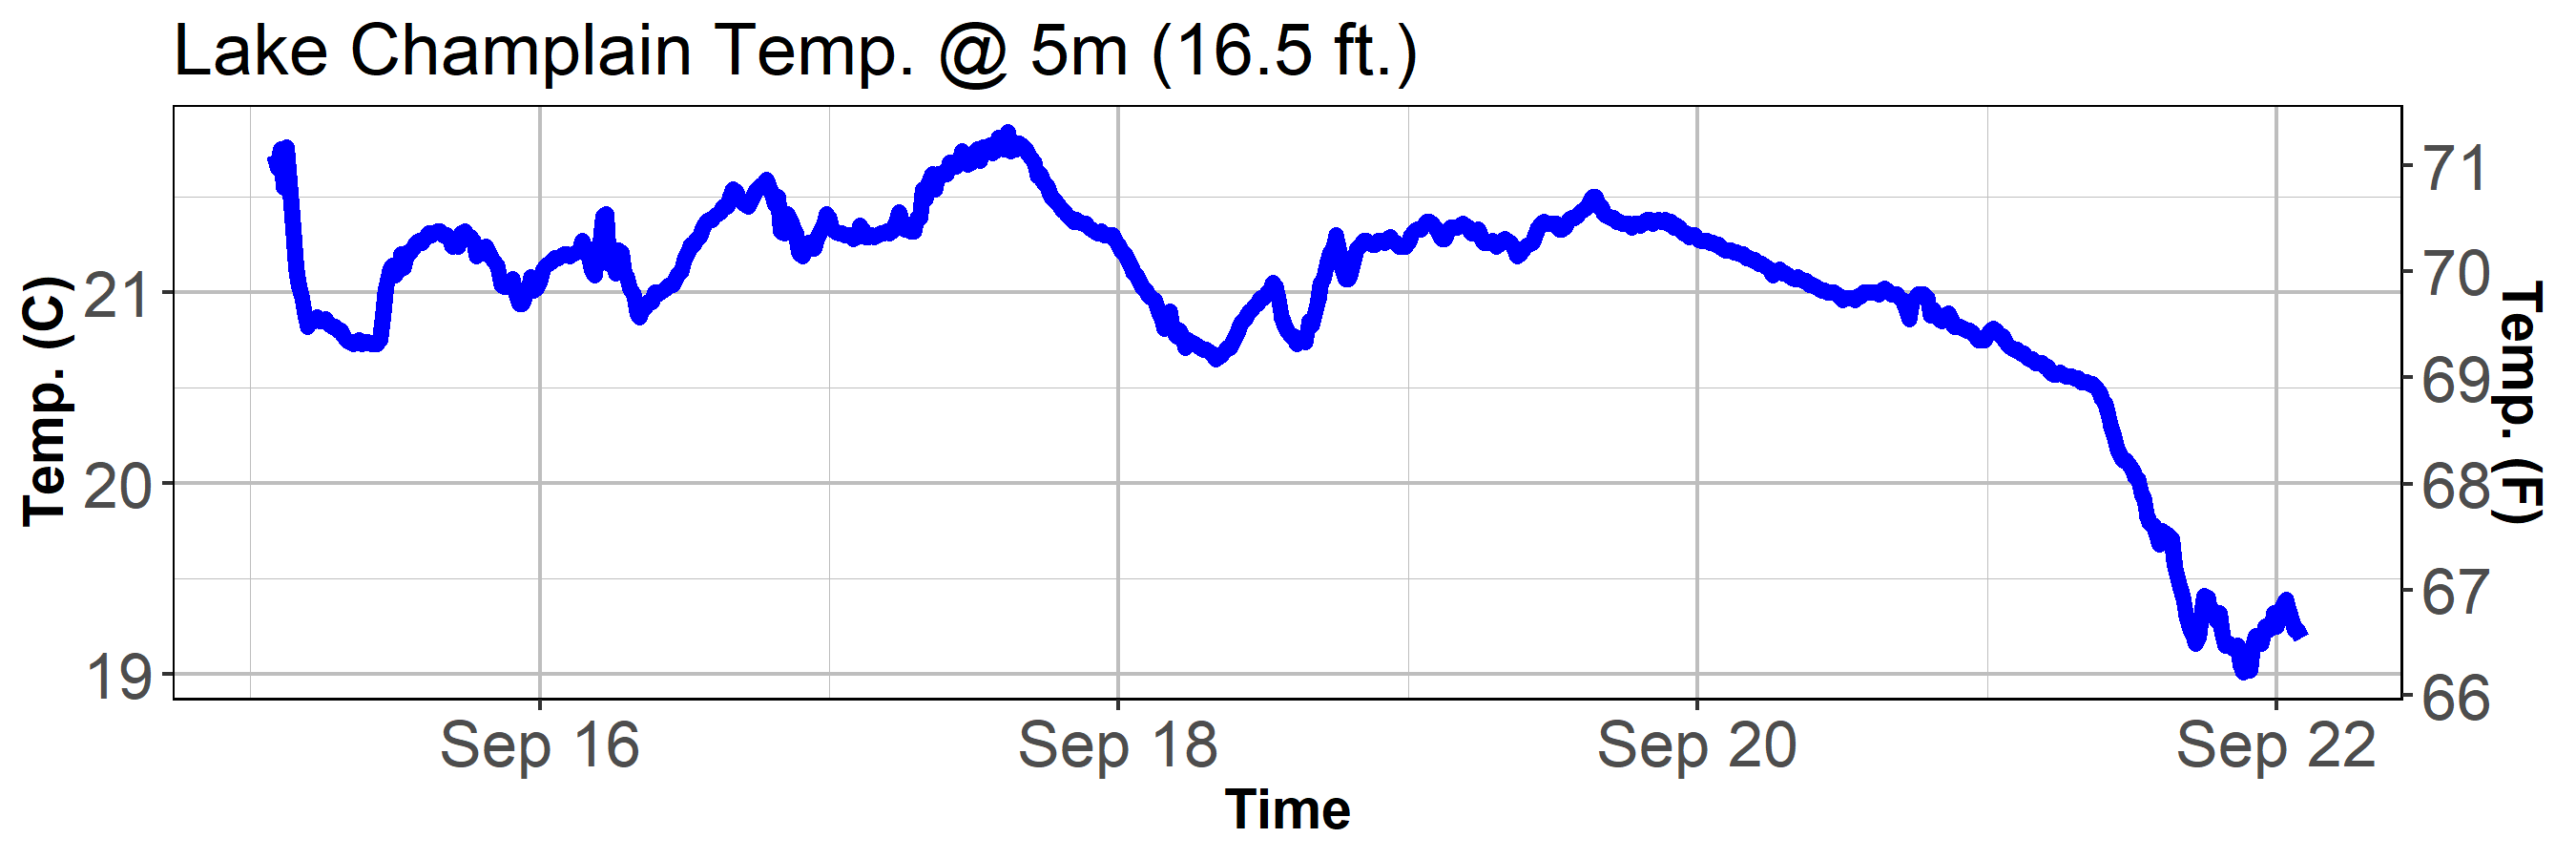 Lake Champlain Temp. @ 5m (16.5 ft.)
Temp. (C)
21
20
19
71
70
69
68
67
66
Temp. (F)
Sep 16 Sep 18 Sep 20 Sep 22
Time